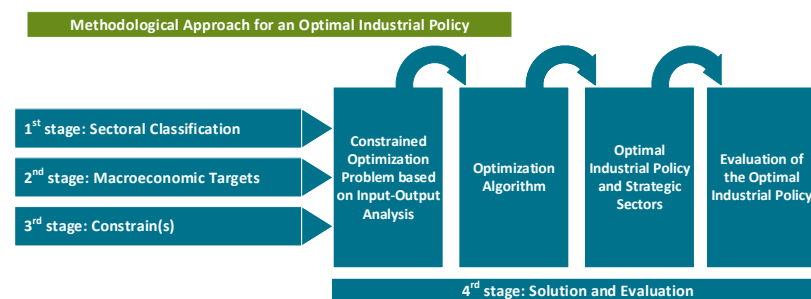 Methodological Approach for an Optimal Industrial Policy
1st stage: Sectoral Classification
2nd stage: Macroeconomic Targets
3rd stage: Constrain(s)
Constrained
Optimization
Problem based
on Input-Output
Analysis
Optimization
Algorithm
Optimal
Industrial Policy
and Strategic
Sectors
Evaluation of
the Optimal
Industrial Policy
4rd stage: Solution and Evaluation